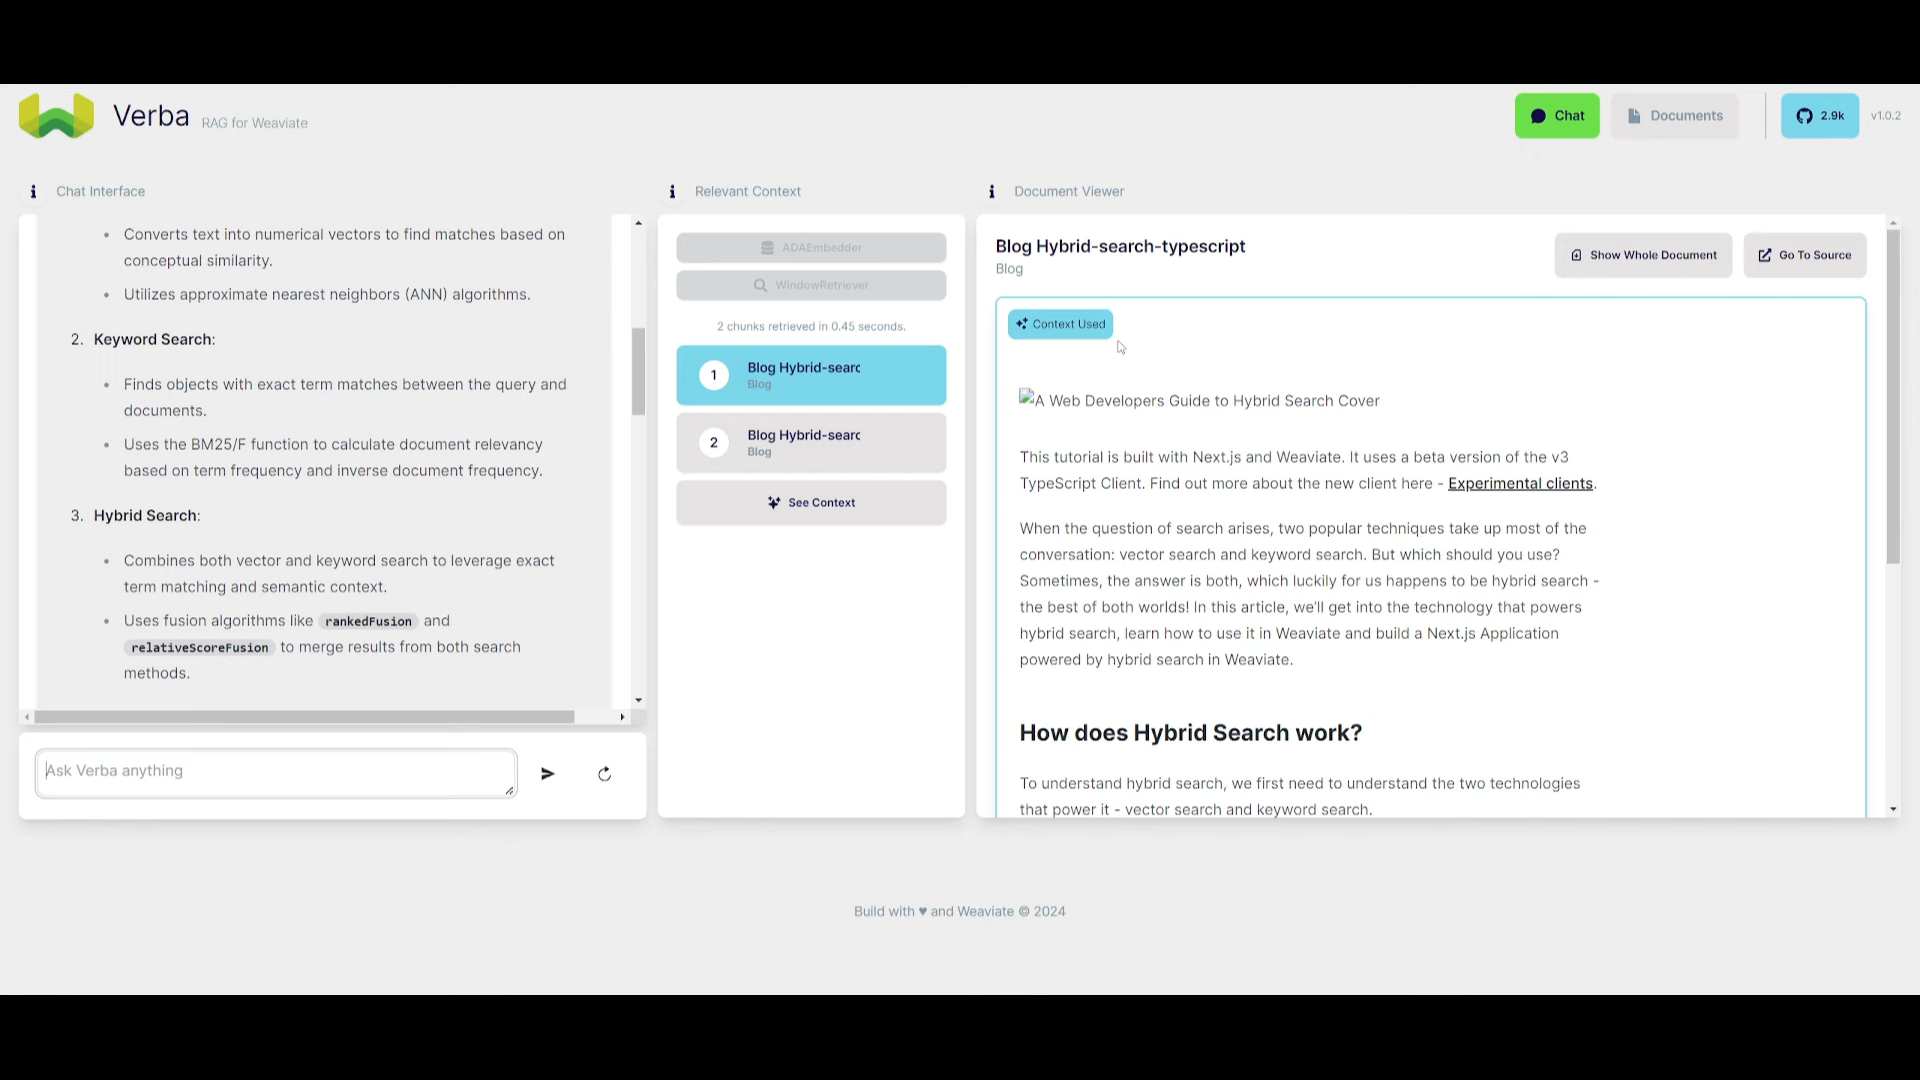 Verba RAG for Weaviate
Chat
Documents
2.9k
v1.0.2
Chat Interface
• Converts text into numerical vectors to find matches based on
conceptual similarity.
• Utilizes approximate nearest neighbors (ANN) algorithms.
2. Keyword Search:
• Finds objects with exact term matches between the query and
documents.
• Uses the BM25/F function to calculate document relevancy
based on term frequency and inverse document frequency.
3. Hybrid Search:
• Combines both vector and keyword search to leverage exact
term matching and semantic context.
• Uses fusion algorithms like rankedFusion and
relativeScoreFusion to merge results from both search
methods.
Ask Verba anything
Relevant Context
ADAEmbedder
WindowRetriever
2 chunks retrieved in 0.45 seconds.
1 Blog Hybrid-searc
Blog
2 Blog Hybrid-searc
Blog
See Context
Document Viewer
Blog Hybrid-search-typescript
Blog
Show Whole Document
Go To Source
Context Used
A Web Developers Guide to Hybrid Search Cover
This tutorial is built with Next.js and Weaviate. It uses a beta version of the v3
TypeScript Client. Find out more about the new client here - Experimental clients.
When the question of search arises, two popular techniques take up most of the
conversation: vector search and keyword search. But which should you use?
Sometimes, the answer is both, which luckily for us happens to be hybrid search -
the best of both worlds! In this article, we'll get into the technology that powers
hybrid search, learn how to use it in Weaviate and build a Next.js Application
powered by hybrid search in Weaviate.
How does Hybrid Search work?
To understand hybrid search, we first need to understand the two technologies
that power it - vector search and keyword search.
Build with ♥ and Weaviate © 2024